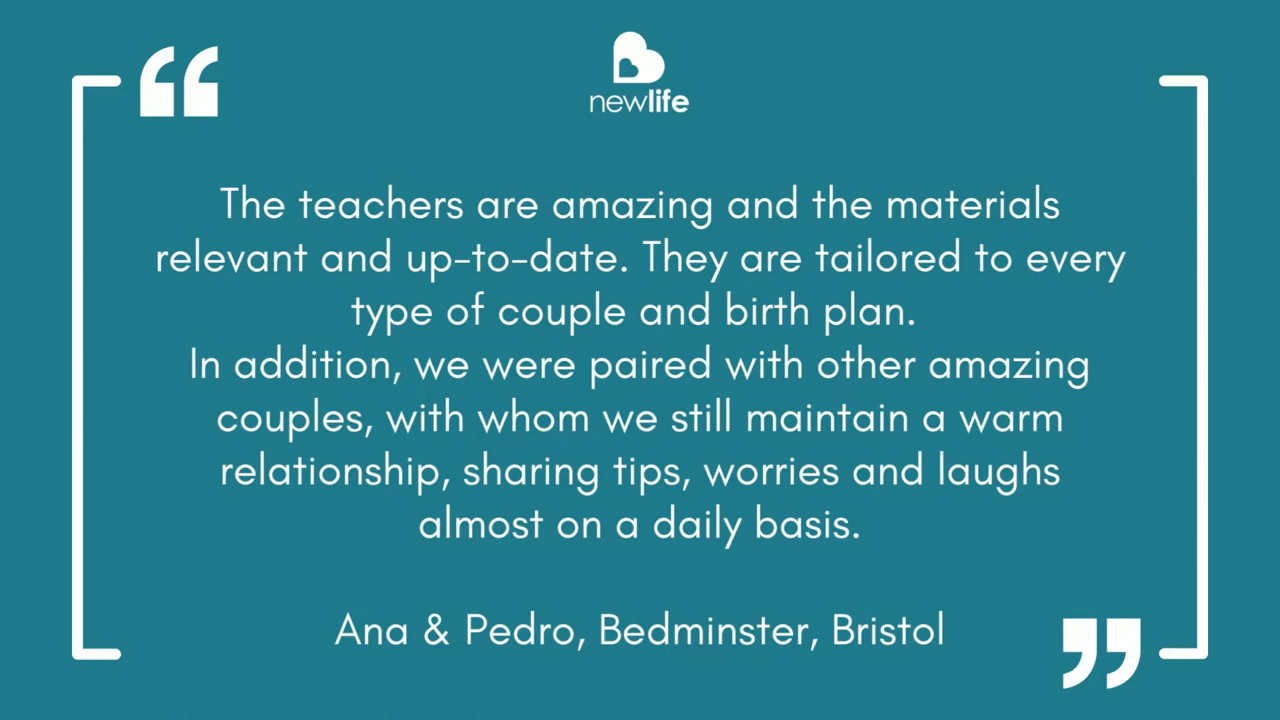 “
newlife
The teachers are amazing and the materials
relevant and up-to-date. They are tailored to every
type of couple and birth plan.
In addition, we were paired with other amazing
couples, with whom we still maintain a warm
relationship, sharing tips, worries and laughs
almost on a daily basis.
Ana & Pedro, Bedminster, Bristol
”